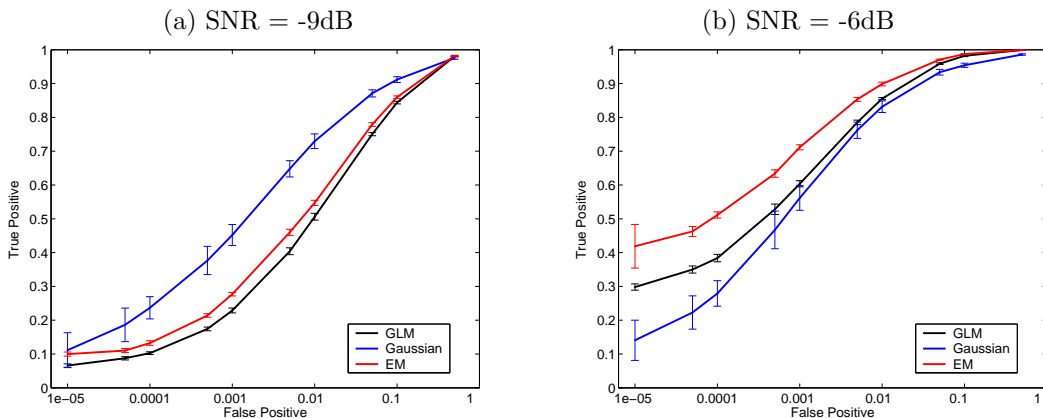 (a) SNR = -9dB
1
0.9
0.8
0.7
0.6
0.5
0.4
0.3
0.2
0.1
0
True Positive
1e-05 0.0001 0.001 0.01 0.1 1
False Positive
GLM
Gaussian
EM
(b) SNR = -6dB
1
0.9
0.8
0.7
0.6
0.5
0.4
0.3
0.2
0.1
0
True Positive
1e-05 0.0001 0.001 0.01 0.1 1
False Positive
GLM
Gaussian
EM